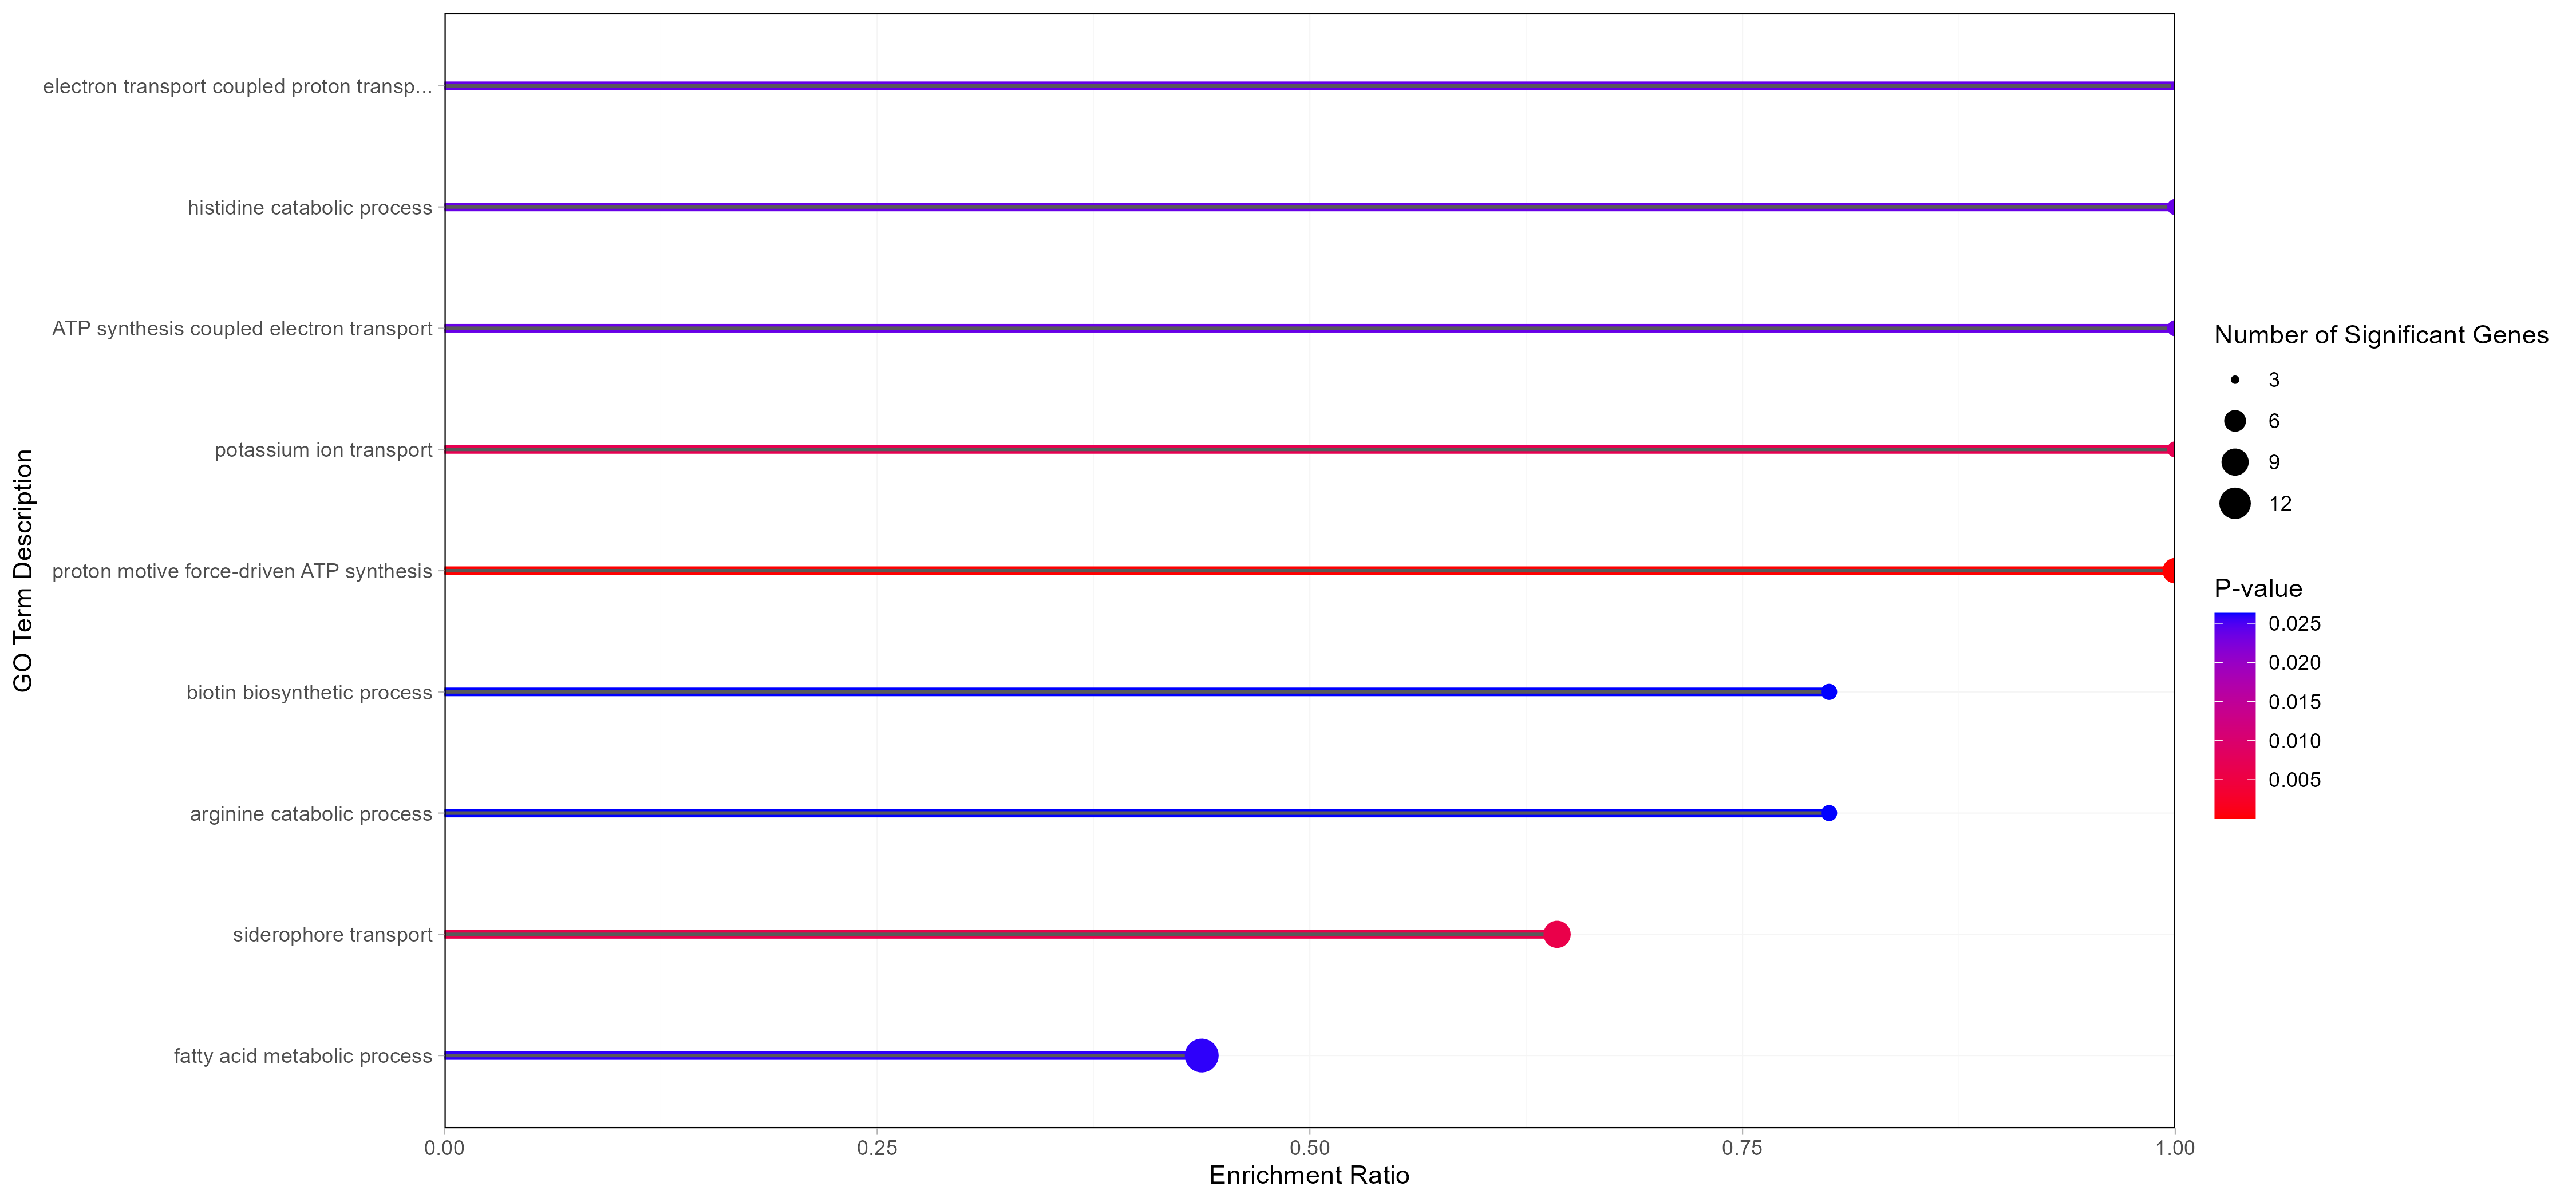 GO Term Description
electron transport coupled proton transp...
histidine catabolic process
ATP synthesis coupled electron transport
potassium ion transport
proton motive force-driven ATP synthesis
biotin biosynthetic process
arginine catabolic process
siderophore transport
fatty acid metabolic process
0.00 0.25 0.50 0.75 1.00
Enrichment Ratio
Number of Significant Genes
3
6
9
12
P-value
0.025
0.020
0.015
0.010
0.005